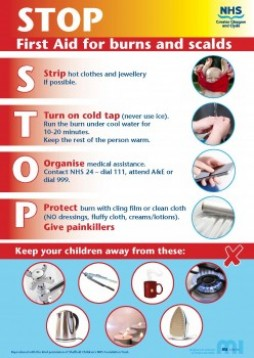 STOP
NHS
Greater Glasgow
and Clyde
First Aid for burns and scalds
S
Strip hot clothes and jewellery
if possible.
T
Turn on cold tap (never use ice).
Run the burn under cool water for
10-20 minutes.
Keep the rest of the person warm.
O
Organise medical assistance.
Contact NHS 24 – dial 111, attend A&E or
dial 999.
P
Protect burn with cling film or clean cloth
(NO dressings, fluffy cloth, creams/lotions).
Give painkillers
Keep your children away from these: